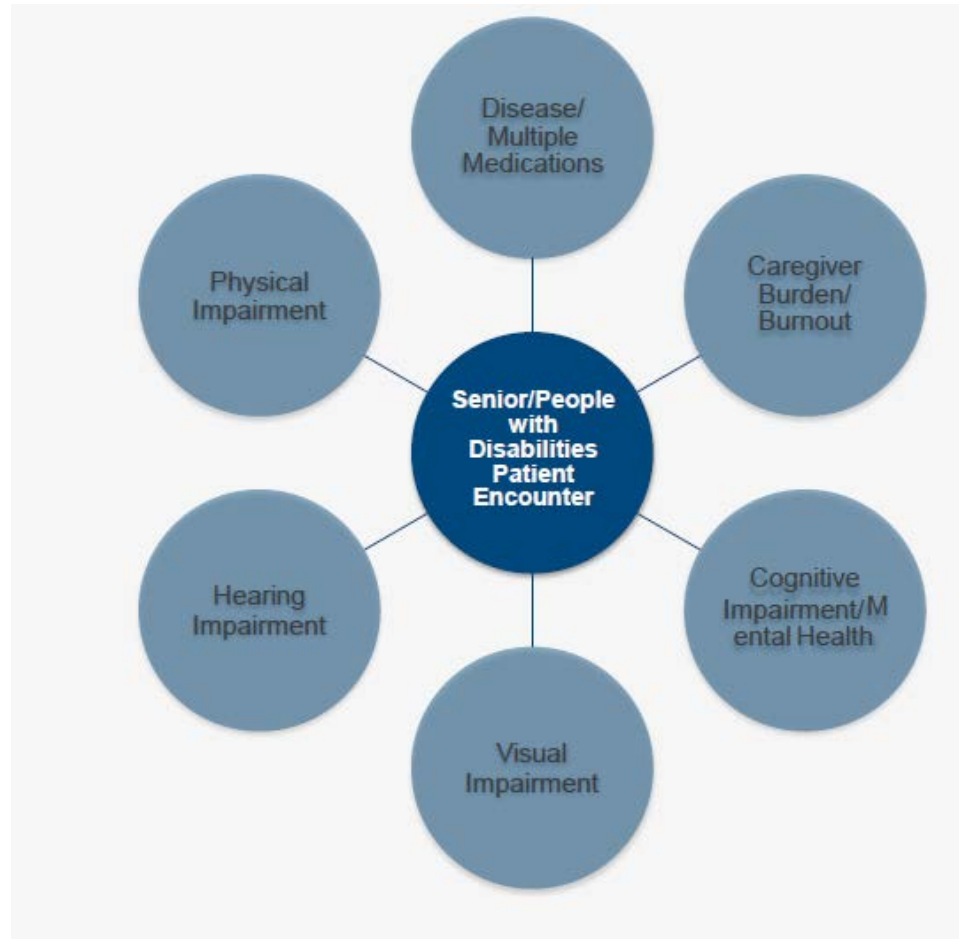 Disease/
Multiple
Medications
Caregiver
Burden/
Burnout
Cognitive
Impairment/M
ental Health
Visual
Impairment
Hearing
Impairment
Physical
Impairment
Senior/People
with
Disabilities
Patient
Encounter